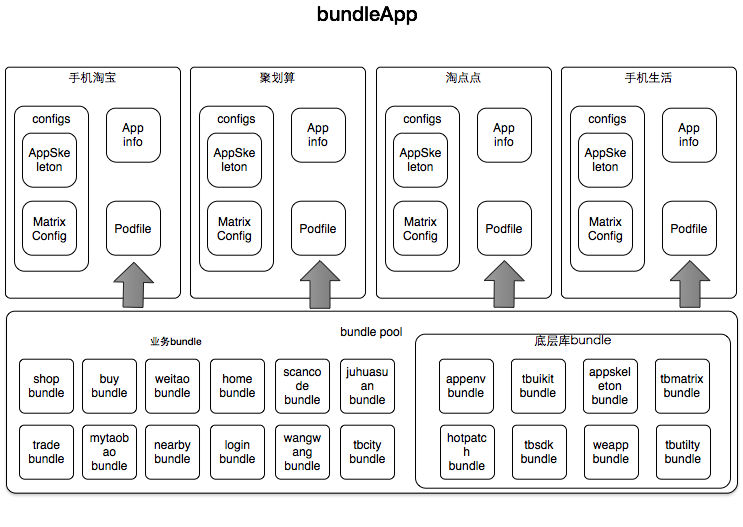 bundleApp
手机淘宝
configs
AppSke
leton
Matrix
Config
App
info
Podfile
聚划算
configs
AppSke
leton
Matrix
Config
App
info
Podfile
淘点点
configs
AppSke
leton
Matrix
Config
App
info
Podfile
手机生活
configs
AppSke
leton
Matrix
Config
App
info
Podfile
bundle pool
业务bundle
shop
bundle
buy
bundle
weitao
bundle
home
bundle
scanco
de
bundle
juhuasu
an
bundle
trade
bundle
mytaob
ao
bundle
nearby
bundle
login
bundle
wangw
ang
bundle
tbcity
bundle
底层库bundle
appenv
bundle
tbuikit
bundle
appskel
eton
bundle
tbmatrix
bundle
hotpatc
h
bundle
tbsdk
bundle
weapp
bundle
tbutilty
bundle